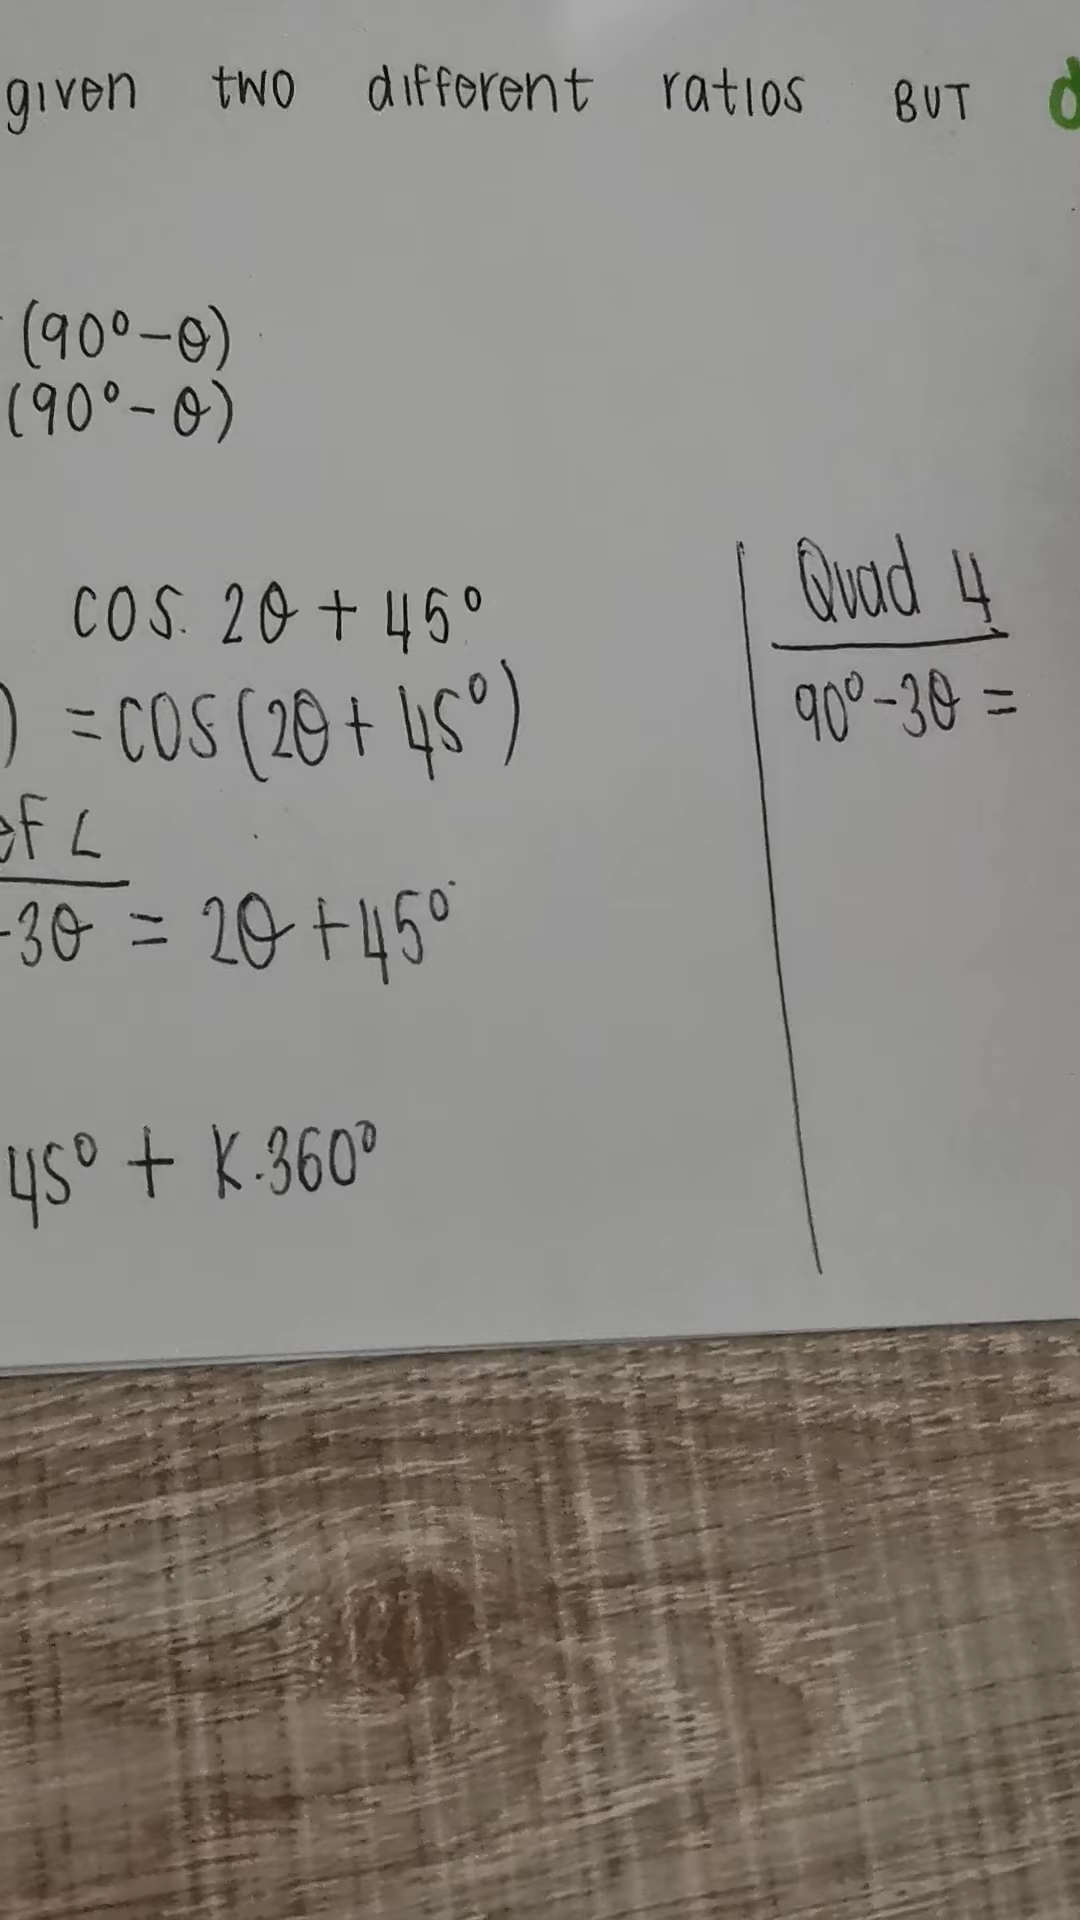 given two different ratios BUT d
(90°-θ)
(90°-θ)
cos. 2θ + 45°
) = cos(2θ + 45°)
ef ∠
-3θ = 2θ + 45°
45° + K.360°
Quad 4
90°-3θ =